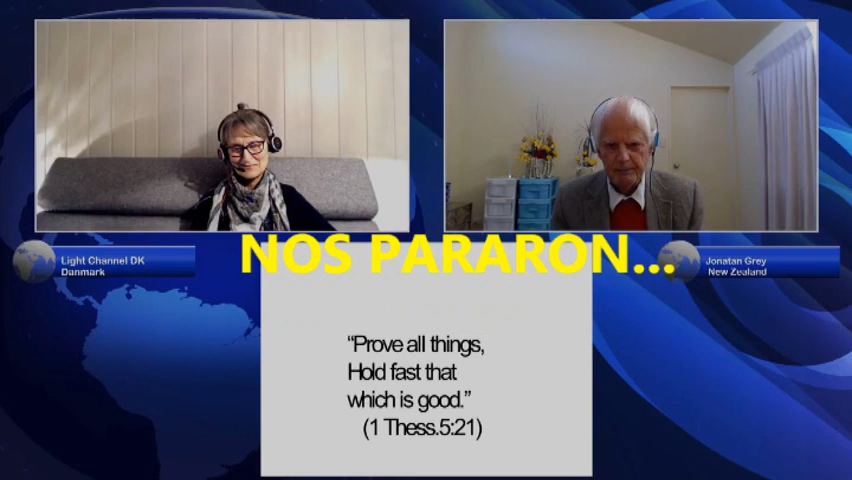 Light Channel DK
Danmark
NOS PARARON...
Jonatan Grey
New Zealand
“Prove all things,
Hold fast that
which is good.”
(1 Thess.5:21)